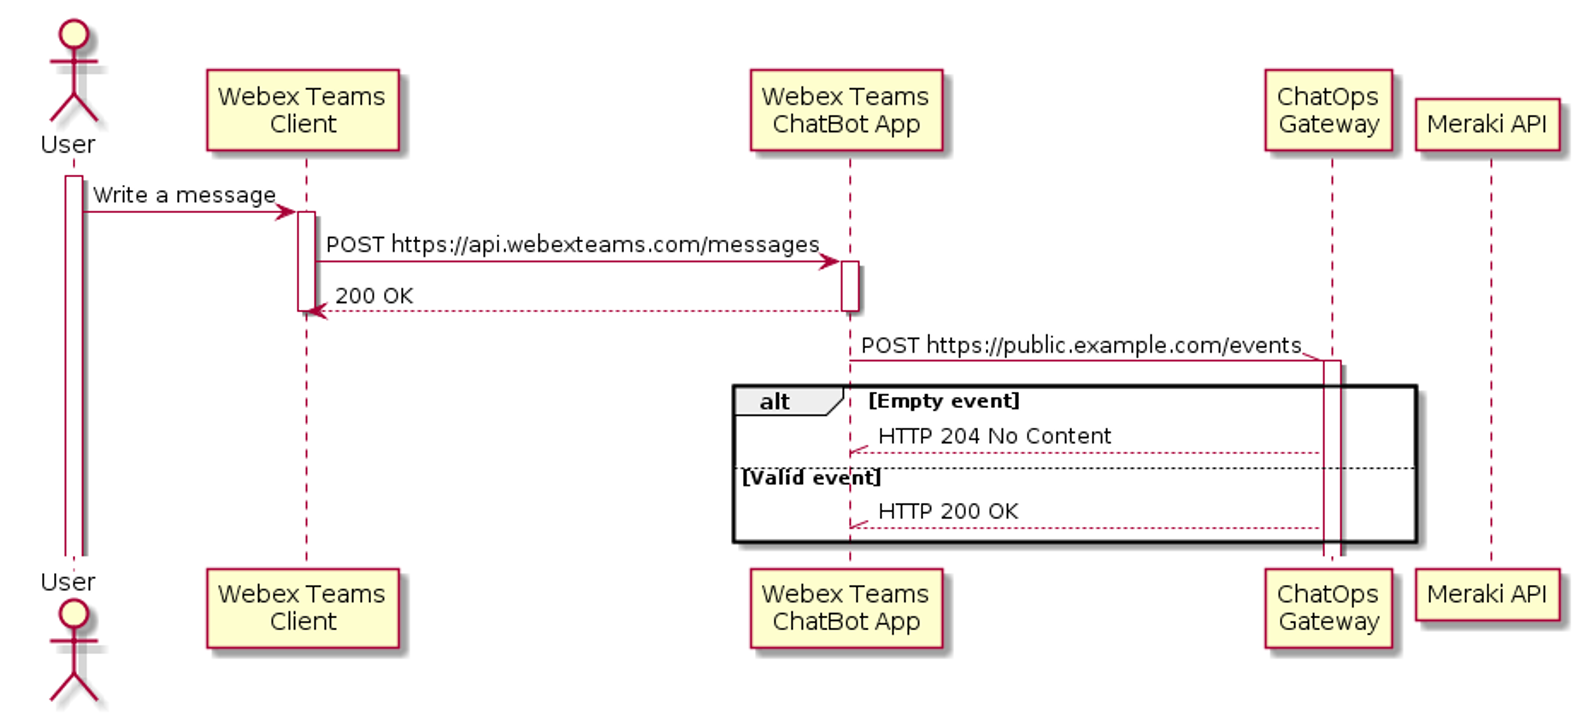 User
Webex Teams
Client
Webex Teams
ChatBot App
ChatOps
Gateway
Meraki API
Write a message
POST https://api.webexteams.com/messages
200 OK
POST https://public.example.com/events
alt
[Empty event]
HTTP 204 No Content
[Valid event]
HTTP 200 OK
User
Webex Teams
Client
Webex Teams
ChatBot App
ChatOps
Gateway
Meraki API